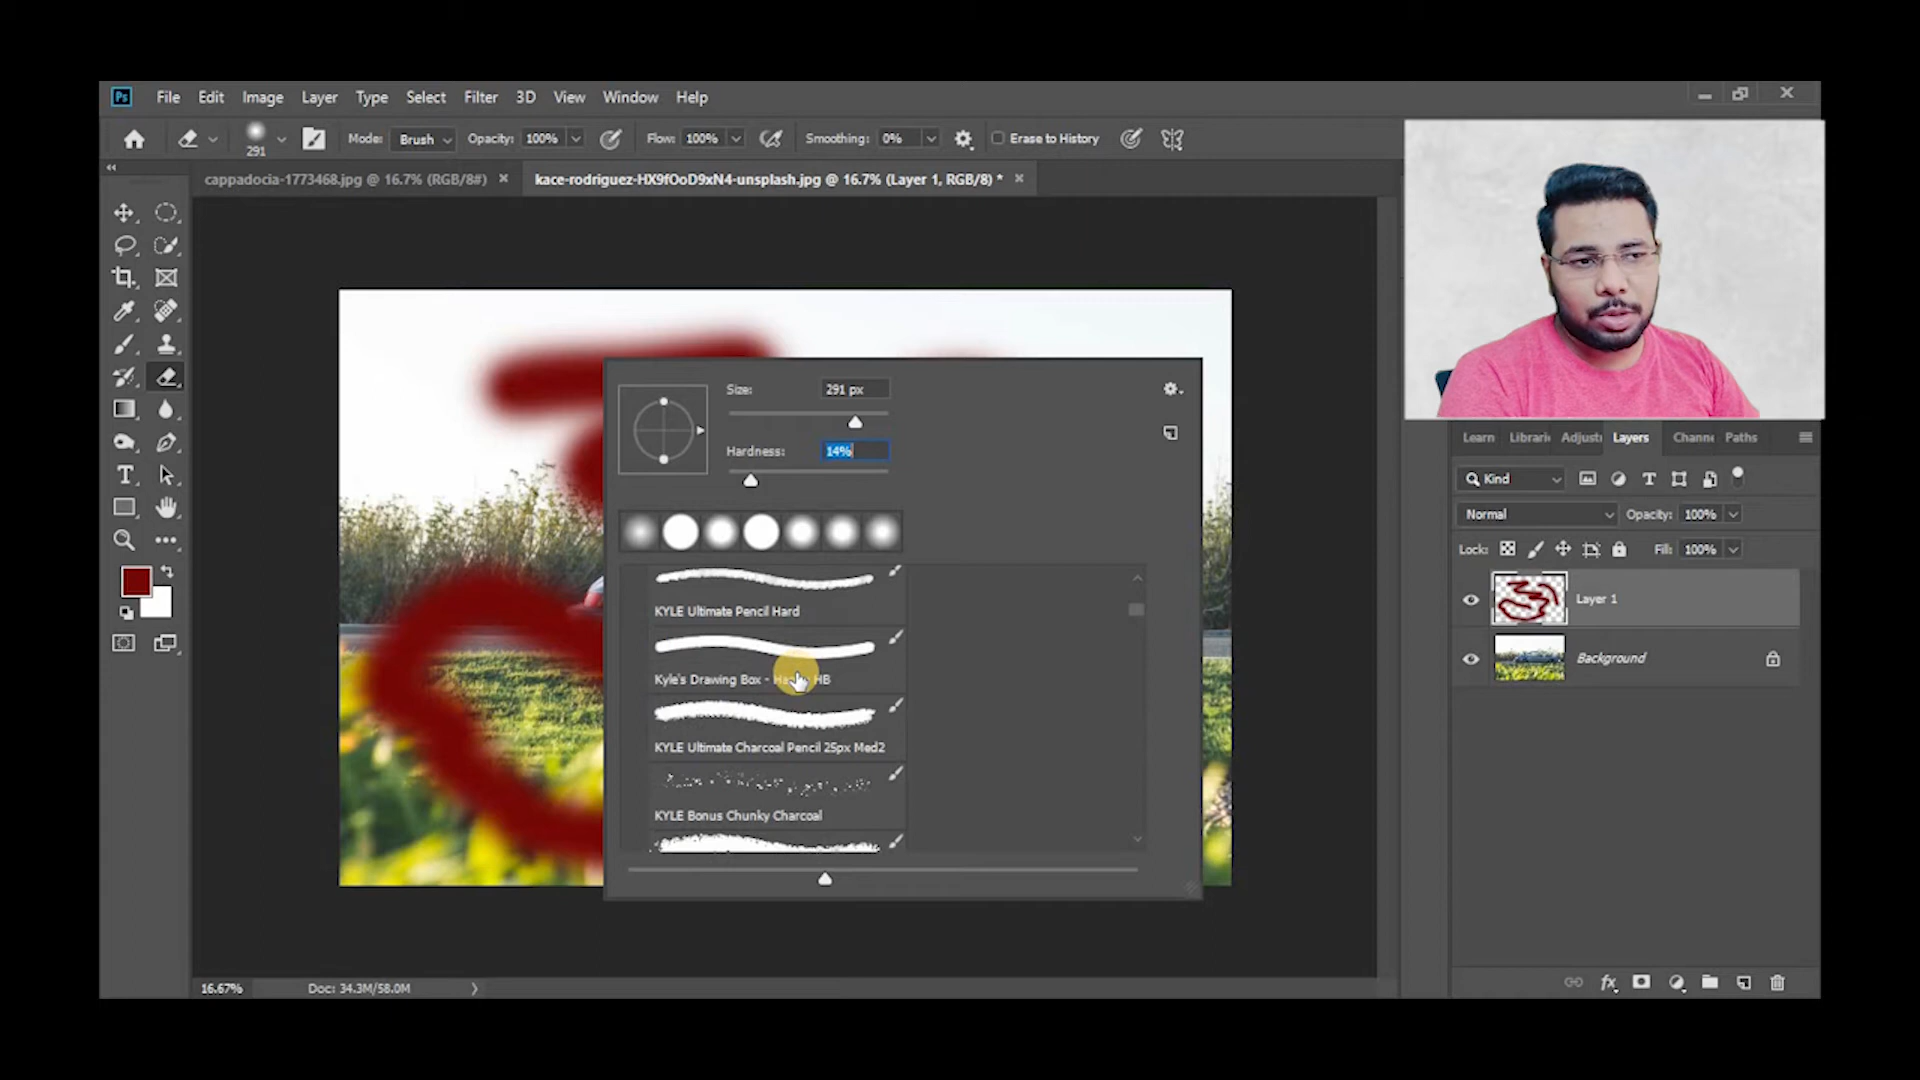 Ps File Edit Image Layer Type Select Filter 3D View Window Help
291 Mode: Brush Opacity: 100% Flow: 100% Smoothing: 0% Erase to History
cappadocia-1773468.jpg @ 16.7% (RGB/8#) × kace-rodriguez-HX9fOoD9xN4-unsplash.jpg @ 16.7% (Layer 1, RGB/8) * ×
Size: 291 px
Hardness: 14%
KYLE Ultimate Pencil Hard
Kyle's Drawing Box - HB
KYLE Ultimate Charcoal Pencil 25px Med2
KYLE Bonus Chunky Charcoal
Learn Librari Adjust Layers Chann Paths
Kind
Normal Opacity: 100%
Lock: Fill: 100%
Layer 1
Background
16.67% Doc: 34.3M/58.0M